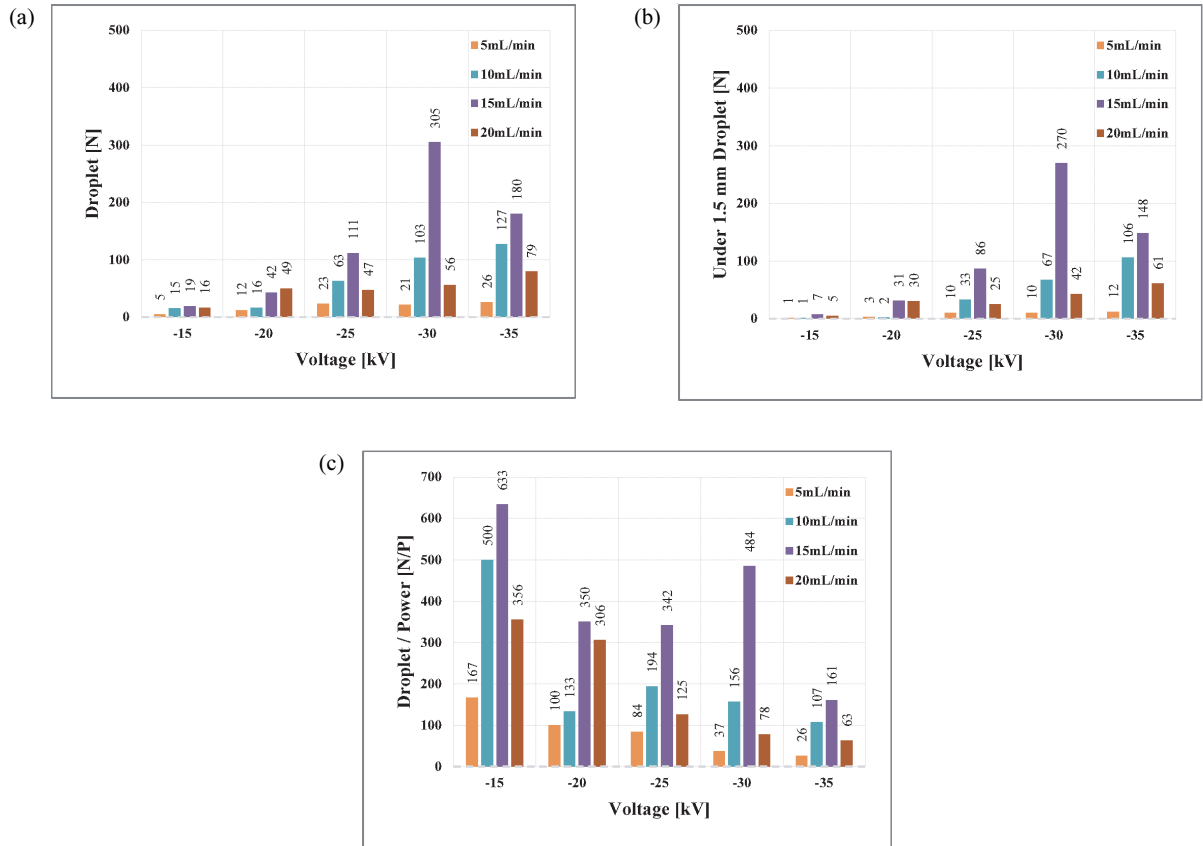 (a)
500
400
300
200
100
0
Droplet [N]
5mL/min
10mL/min
15mL/min
20mL/min
5 15 19 16
12 16 42 49
23 63 111 47
21 103 305 56
26 127 180 79
-15 -20 -25 -30 -35
Voltage [kV]
(b)
500
400
300
200
100
0
Under 1.5 mm Droplet [N]
5mL/min
10mL/min
15mL/min
20mL/min
1 1 7 5
3 2 31 30
10 33 86 25
10 67 270 42
12 106 148 61
-15 -20 -25 -30 -35
Voltage [kV]
(c)
700
600
500
400
300
200
100
0
Droplet / Power [N/P]
5mL/min
10mL/min
15mL/min
20mL/min
167 500 633 356
100 133 350 306
84 194 342 125
37 156 484 78
26 107 161 63
-15 -20 -25 -30 -35
Voltage [kV]